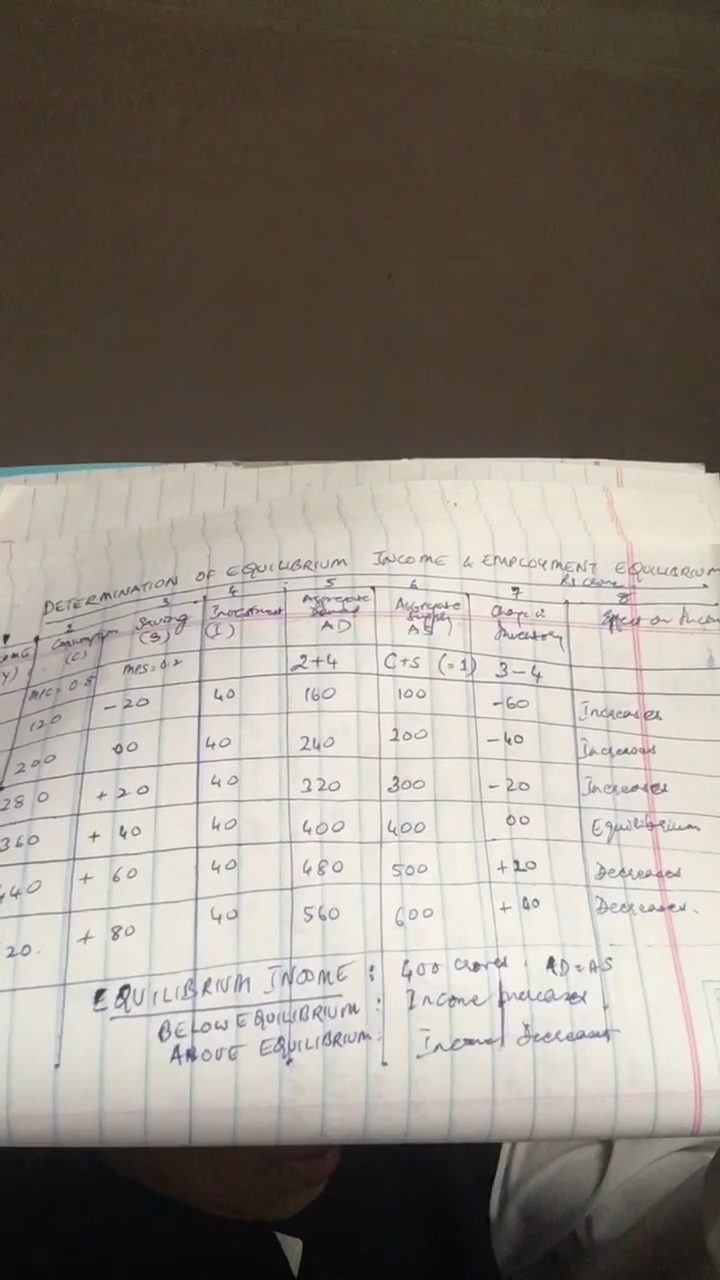 DETERMINATION OF EQUILIBRIUM INCOME & EMPLOYMENT EQUILIBRIUM
2 3 4 5 6 7 8
Consumption (C) Saving (S) Investment (I) Aggregate Demand AD Aggregate Supply AS Change in Inventory Effect on
Y)
MPC = 0.8 MPS=0.2 2+4 C+S (=1) 3-4
120 -20 40 160 100 -60 Increases
200 00 40 240 200 -40 Increases
280 +20 40 320 300 -20 Increases
360 + 40 40 400 400 00 Equilibrium
440 + 60 40 480 500 +20 Decreases
20. + 80 40 560 600 + 40 Decreases.
EQUILIBRIUM INCOME : 400 crores. AD=AS
BELOW EQUILIBRIUM : Income Increases
ABOVE EQUILIBRIUM : Income Decreases